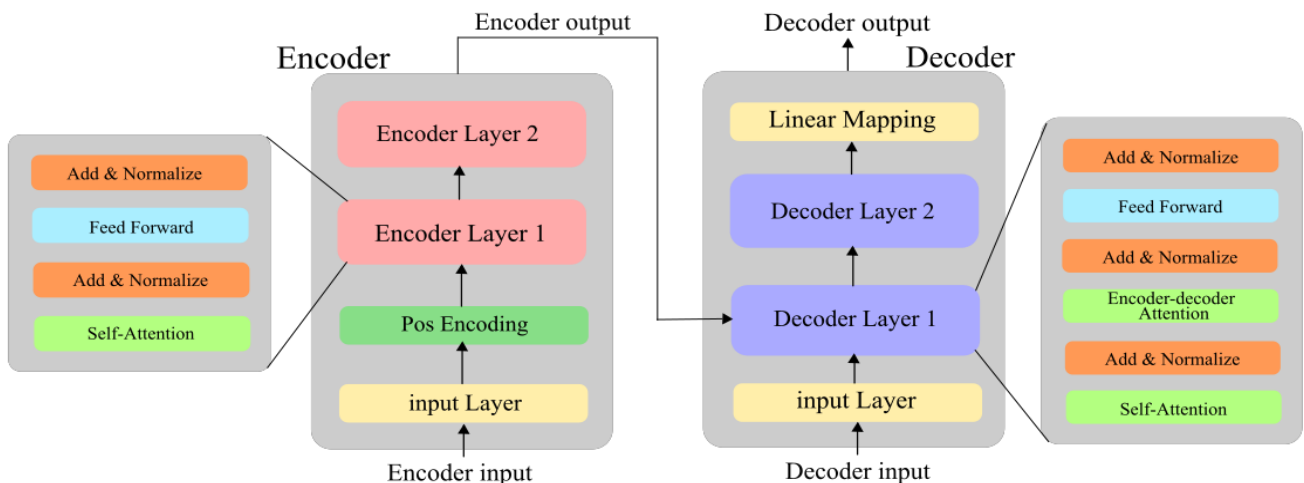 Encoder output
Decoder output
Encoder
Decoder
Add & Normalize
Feed Forward
Add & Normalize
Self-Attention
Encoder Layer 2
Encoder Layer 1
Pos Encoding
input Layer
Encoder input
Linear Mapping
Decoder Layer 2
Decoder Layer 1
input Layer
Decoder input
Add & Normalize
Feed Forward
Add & Normalize
Encoder-decoder
Attention
Add & Normalize
Self-Attention